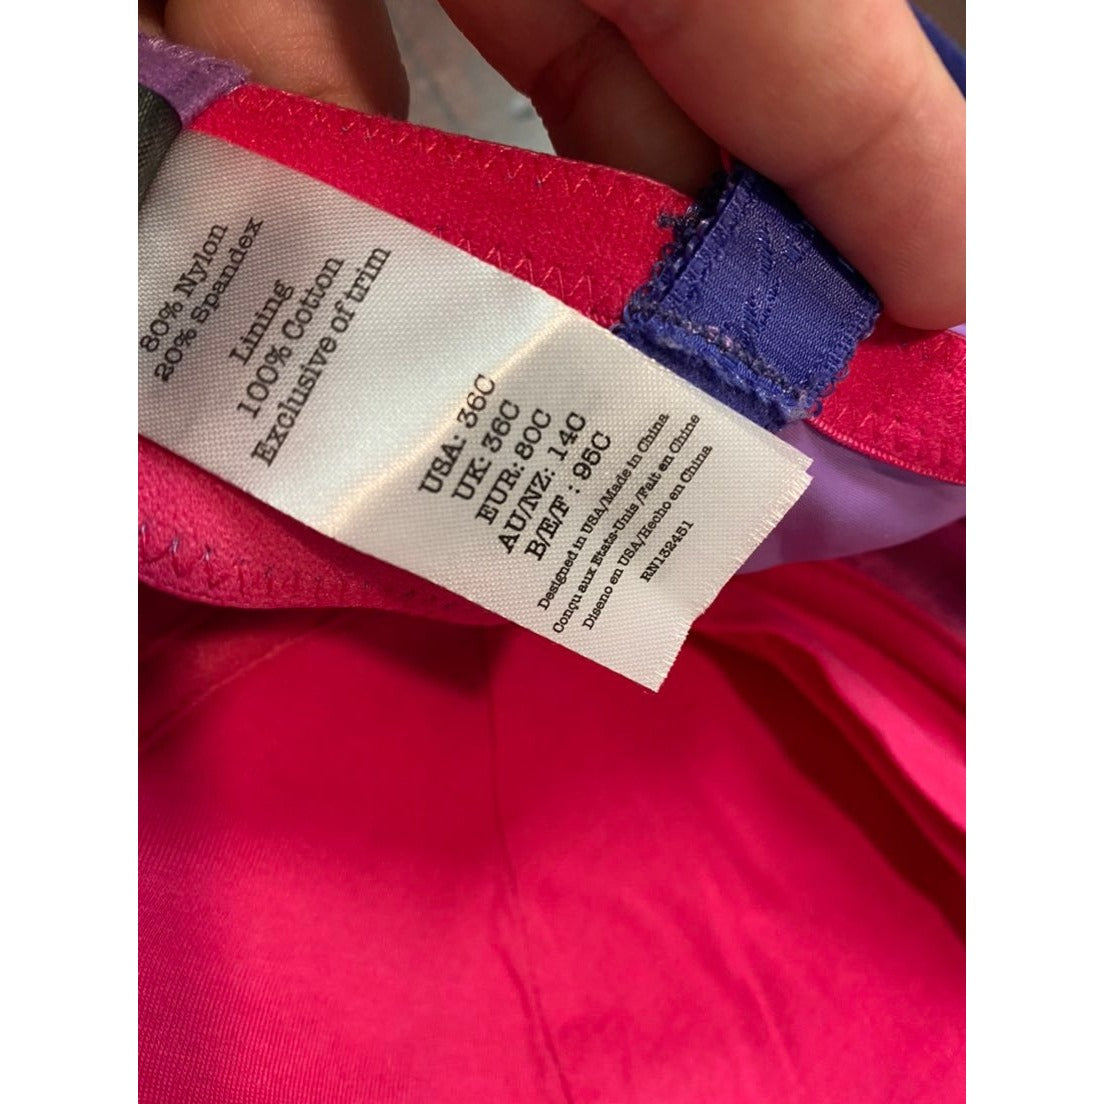 80% Nylon
20% Spandex
Lining
100% Cotton
Exclusive of trim
USA: 36C
UK: 36C
EUR: 80C
AU/NZ: 14C
B/E/F : 95C
Designed in USA/Made in China
Conçu aux Etats-Unis /Fait en Chine
Diseno en USA/Hecho en China
RN132451